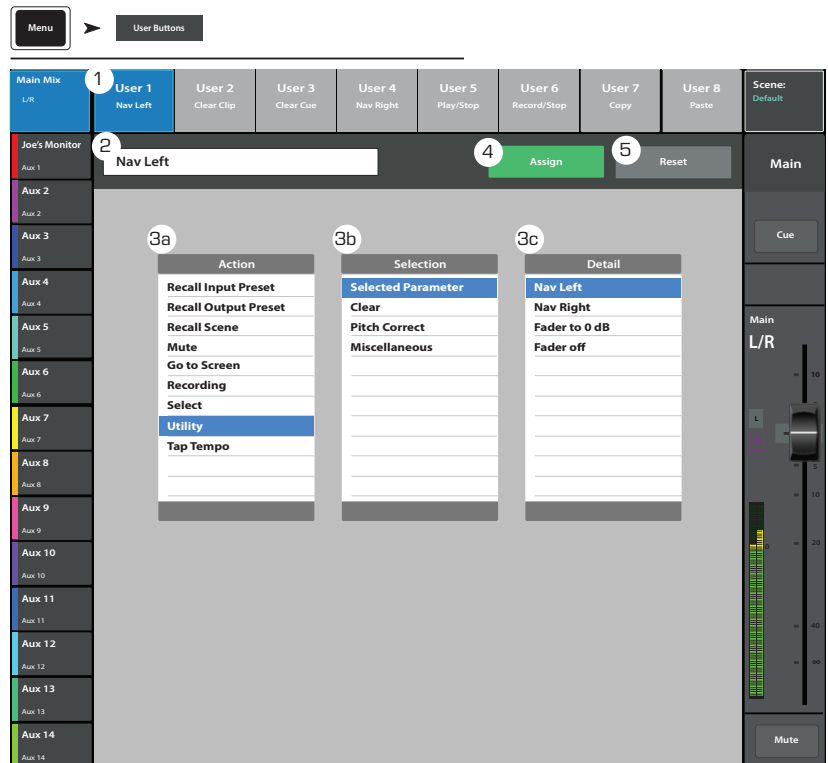 Menu
User Buttons
Main Mix
L/R
1
User 1
Nav Left
User 2
Clear Clip
User 3
Clear Cue
User 4
Nav Right
User 5
Play/Stop
User 6
Record/Stop
User 7
Copy
User 8
Paste
Scene:
Default
2
Nav Left
4
Assign
5
Reset
Joe's Monitor
Aux 1
Aux 2
Aux 2
Aux 3
Aux 3
Aux 4
Aux 4
Aux 5
Aux 5
Aux 6
Aux 6
Aux 7
Aux 7
Aux 8
Aux 8
Aux 9
Aux 9
Aux 10
Aux 10
Aux 11
Aux 11
Aux 12
Aux 12
Aux 13
Aux 13
Aux 14
Aux 14
3a
Action
Recall Input Preset
Recall Output Preset
Recall Scene
Mute
Go to Screen
Recording
Select
Utility
Tap Tempo
3b
Selection
Selected Parameter
Clear
Pitch Correct
Miscellaneous
3c
Detail
Nav Left
Nav Right
Fader to 0 dB
Fader off
Main
Cue
Main
L/R
10
L
5
10
0
20
40
∞
Mute